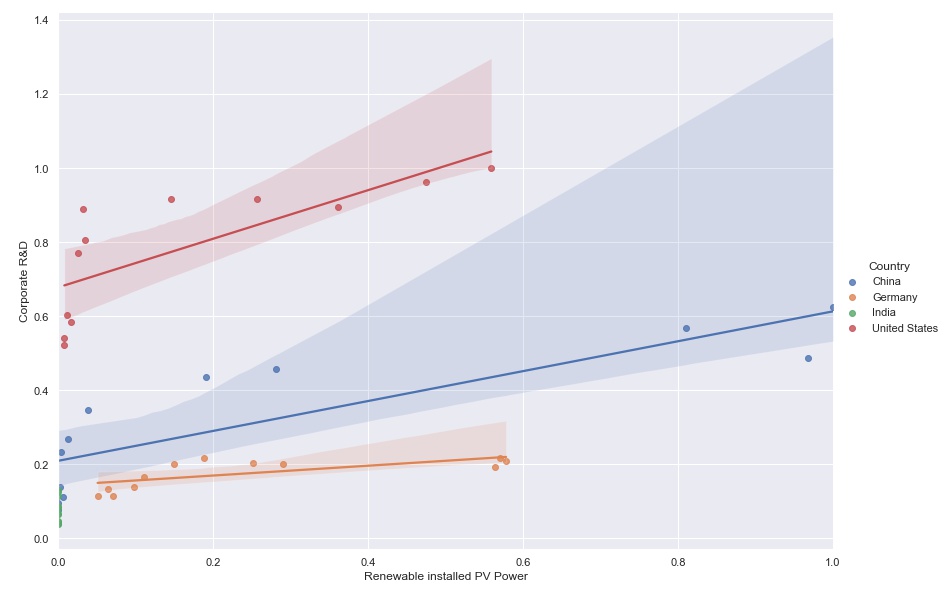 1.4
1.2
1.0
0.8
0.6
0.4
0.2
0.0
Corporate R&D
0.0 0.2 0.4 0.6 0.8 1.0
Renewable installed PV Power
Country
China
Germany
India
United States